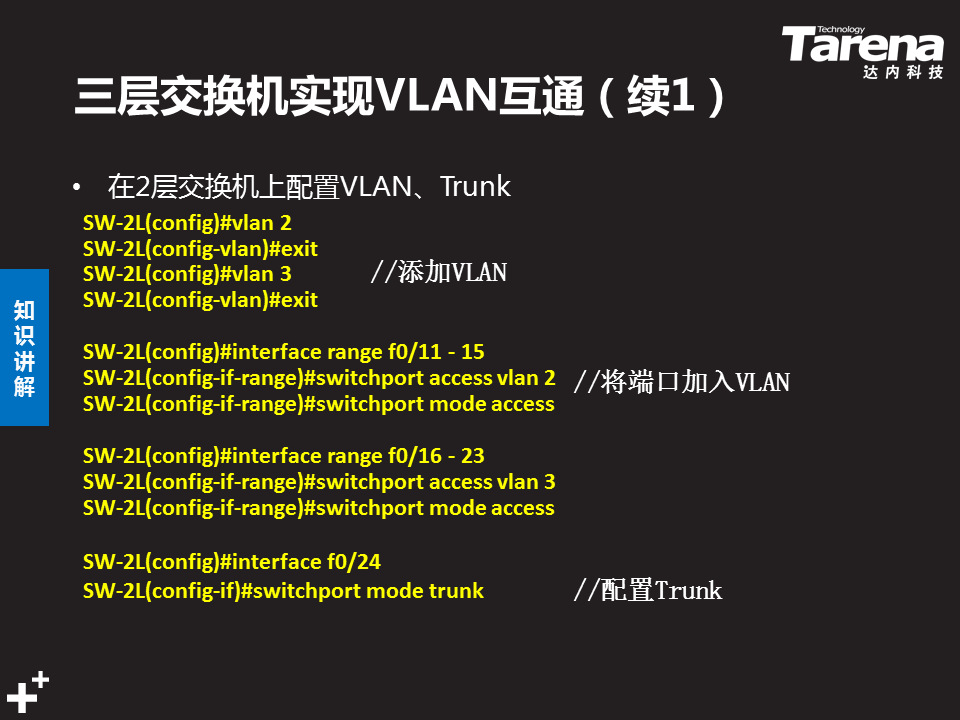 Technology
Tarena
达内科技
三层交换机实现VLAN互通（续1）
• 在2层交换机上配置VLAN、Trunk
SW-2L(config)#vlan 2
SW-2L(config-vlan)#exit
SW-2L(config)#vlan 3 //添加VLAN
SW-2L(config-vlan)#exit
SW-2L(config)#interface range f0/11 - 15
SW-2L(config-if-range)#switchport access vlan 2 //将端口加入VLAN
SW-2L(config-if-range)#switchport mode access
SW-2L(config)#interface range f0/16 - 23
SW-2L(config-if-range)#switchport access vlan 3
SW-2L(config-if-range)#switchport mode access
SW-2L(config)#interface f0/24
SW-2L(config-if)#switchport mode trunk //配置Trunk
知识讲解